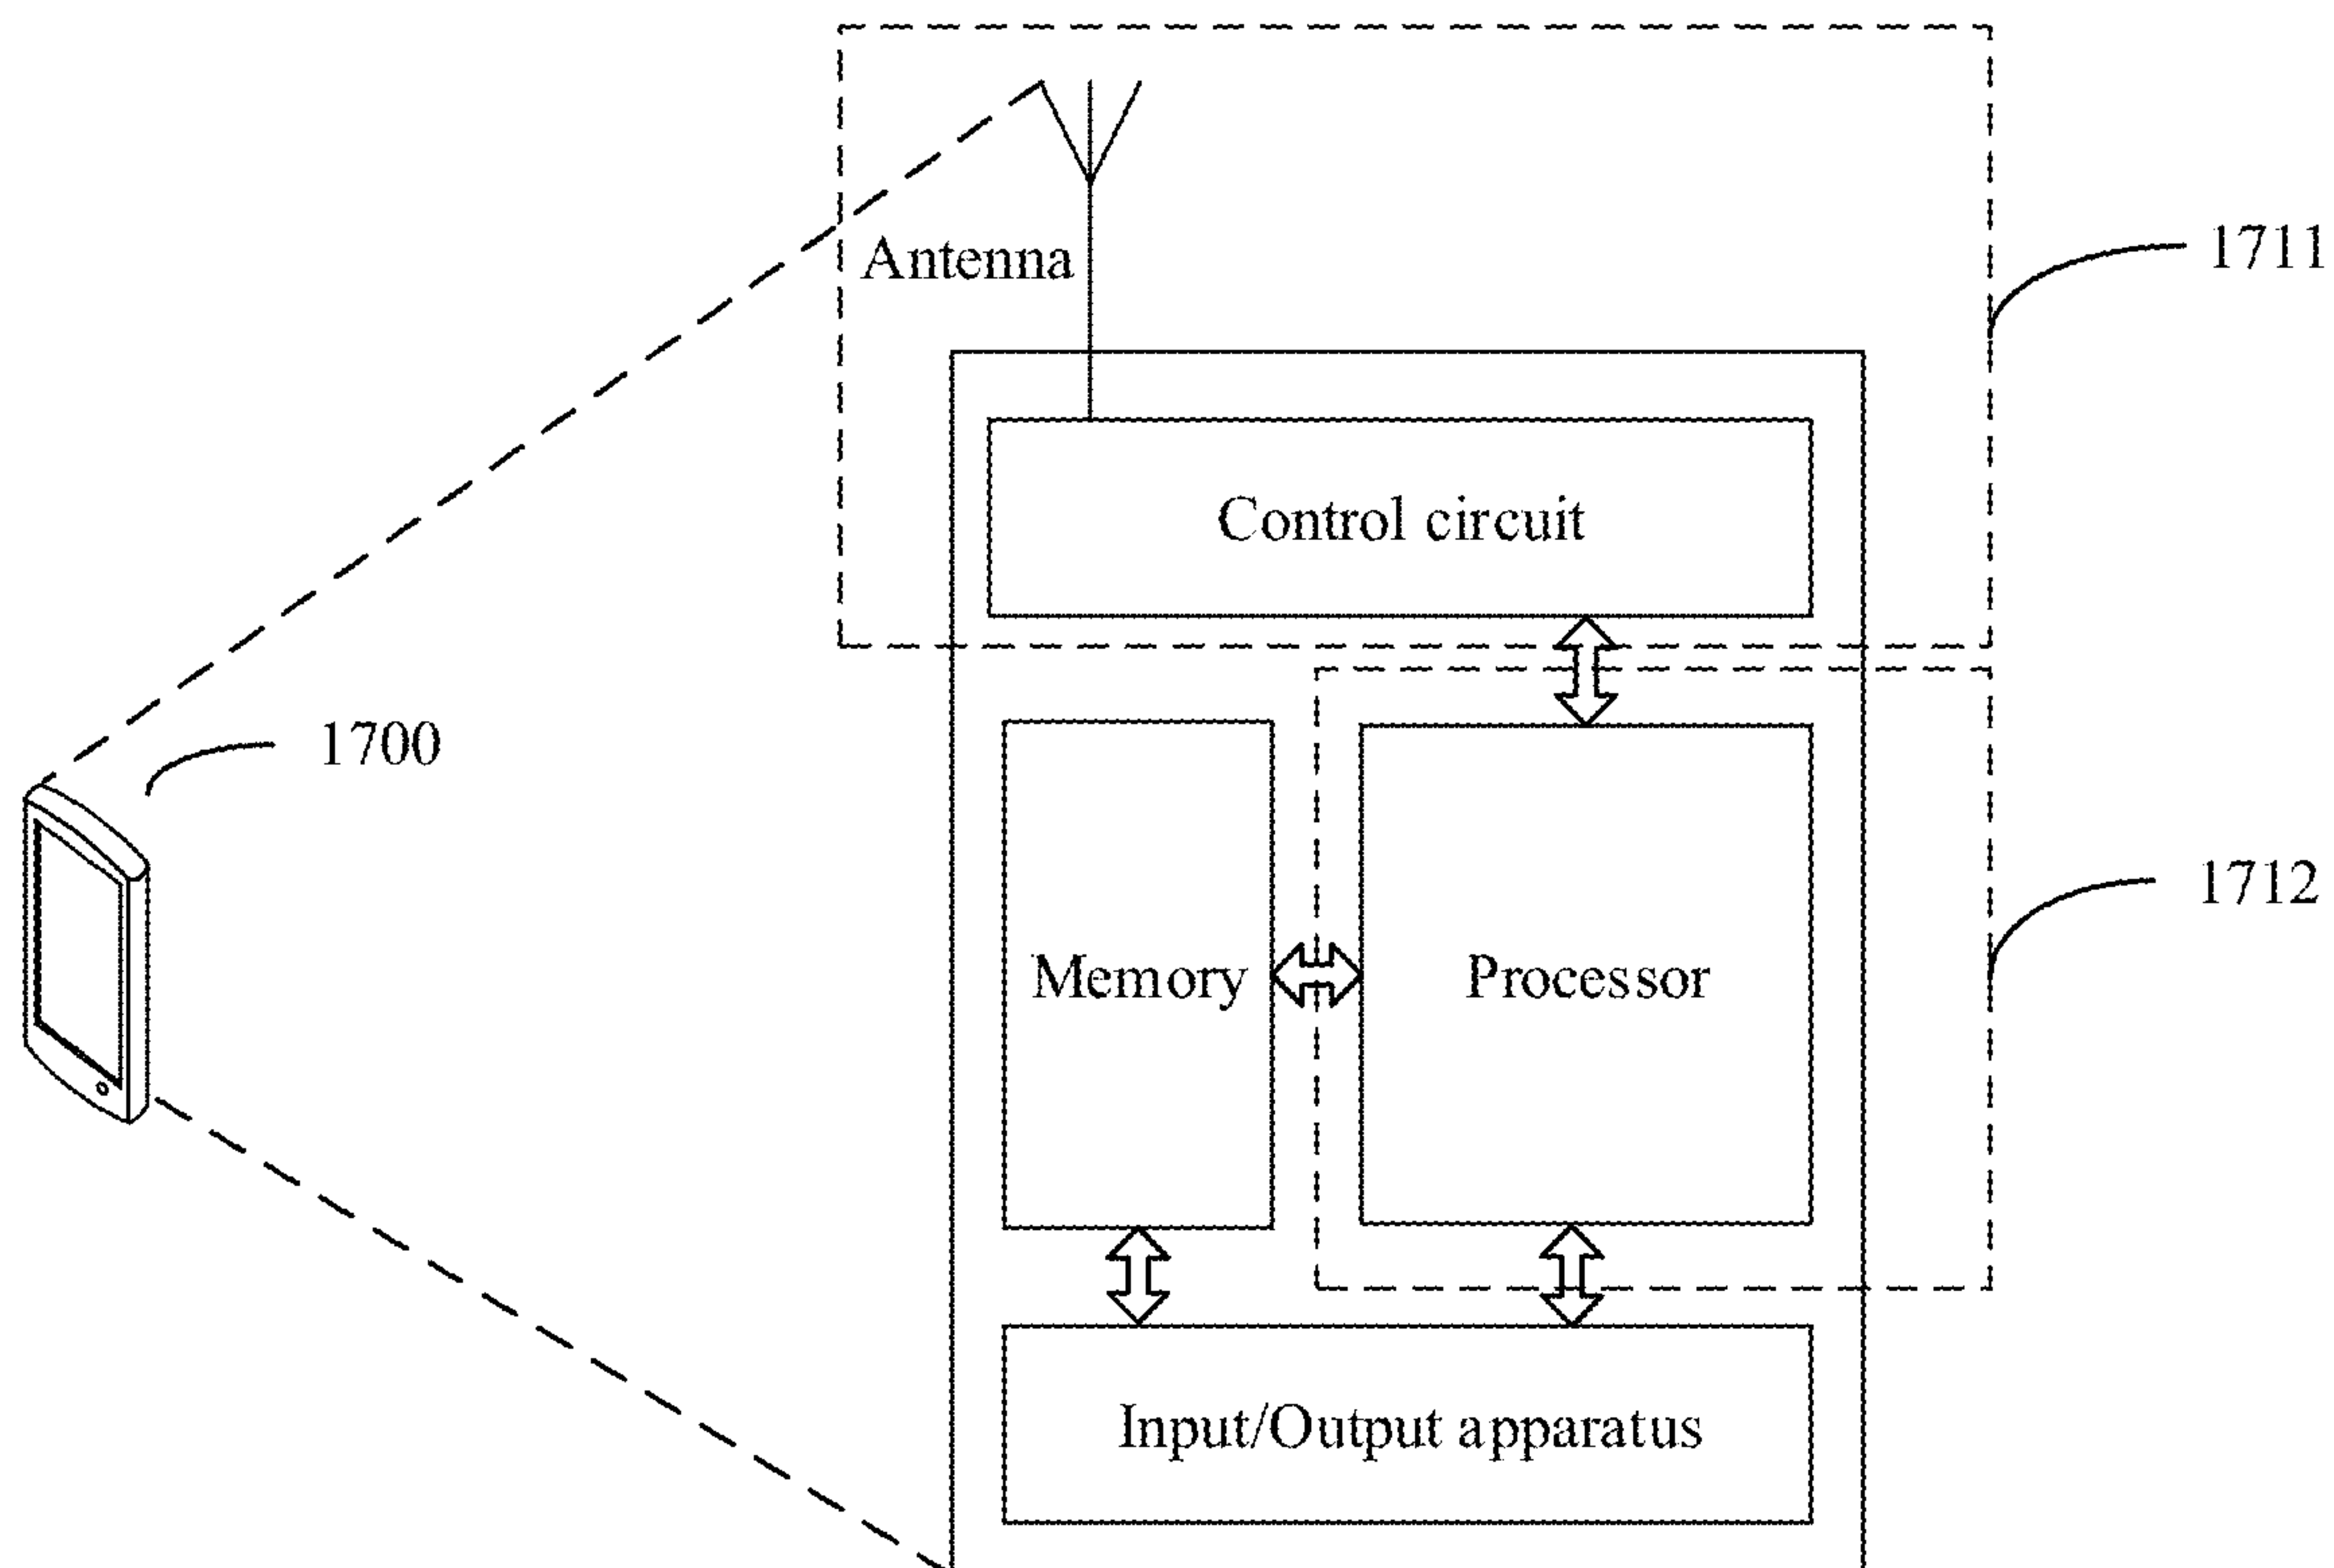 Antenna
1711
Control circuit
1700
1712
Memory
Processor
Input/Output apparatus